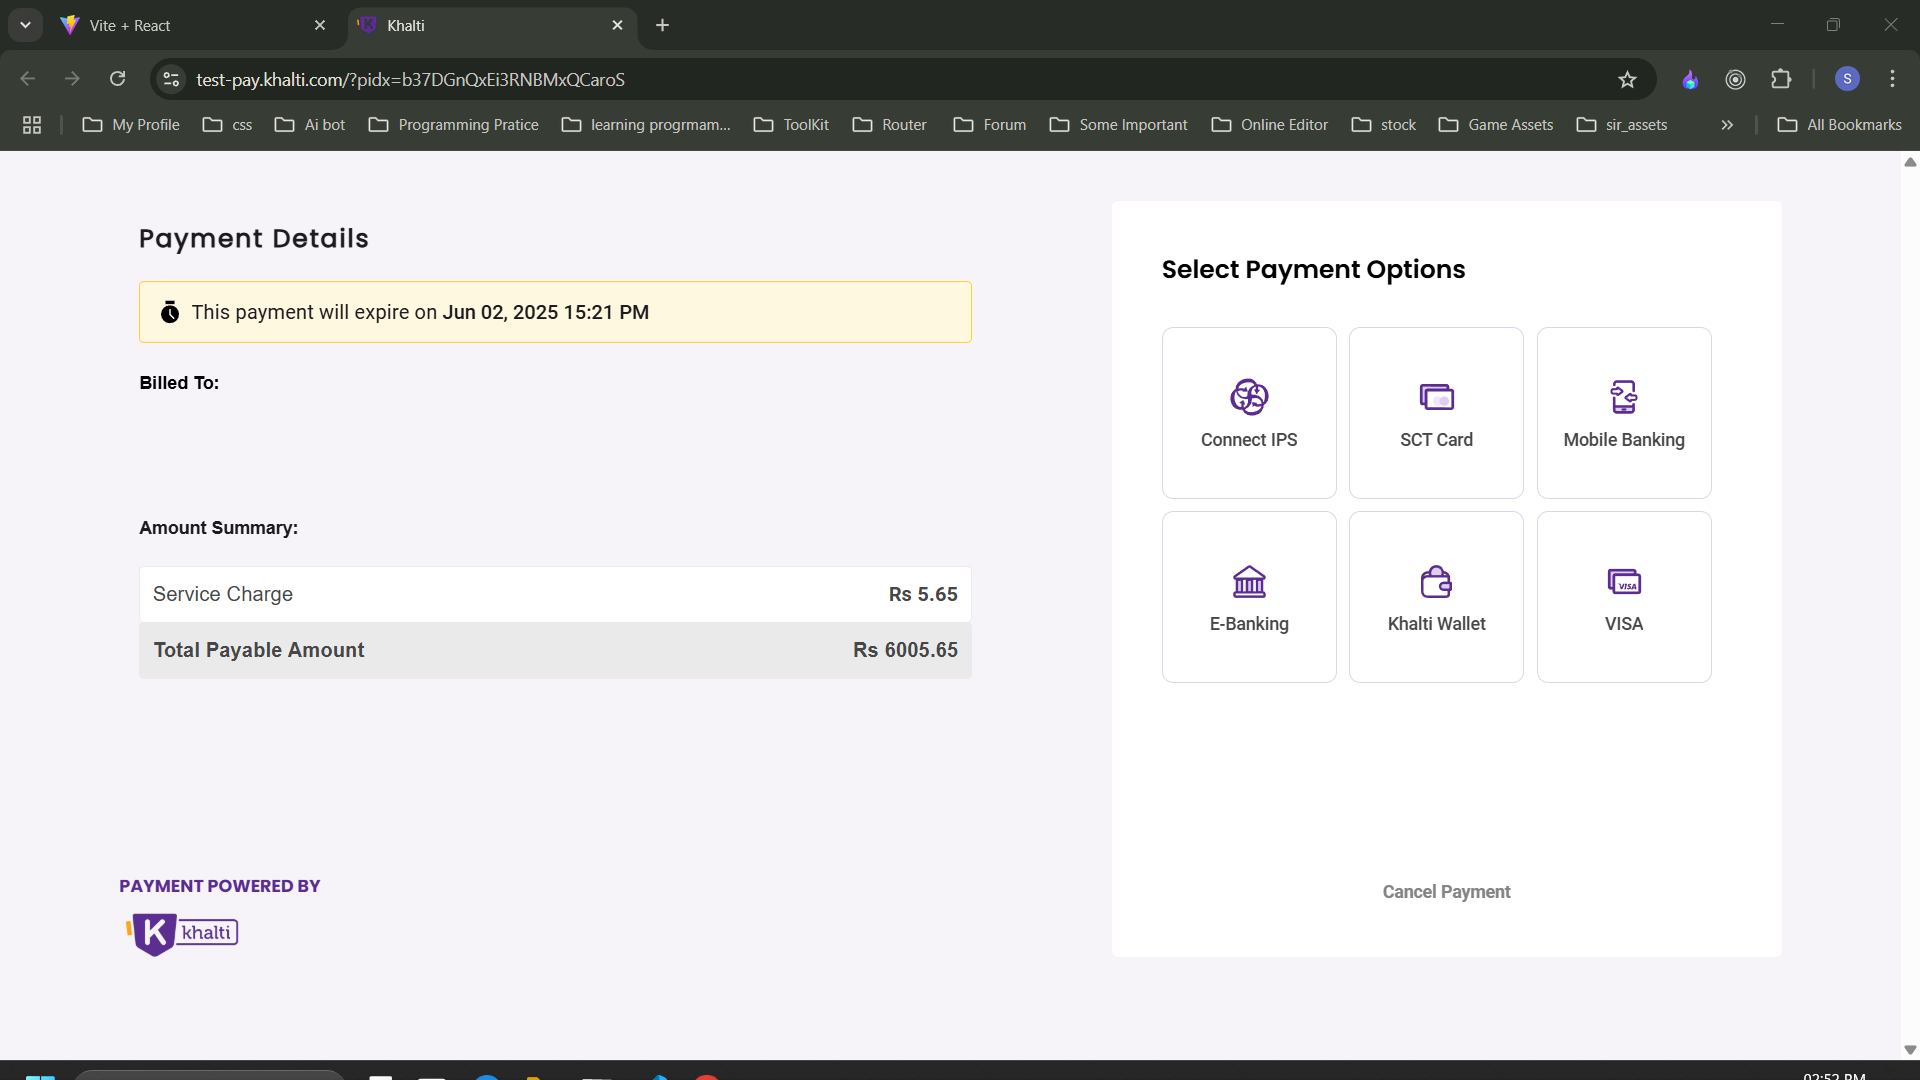 Vite + React
Khalti
test-pay.khalti.com/?pidx=b37DGnQxEi3RNBMxQCaroS
S
My Profile
css
Ai bot
Programming Pratice
learning progrmam...
ToolKit
Router
Forum
Some Important
Online Editor
stock
Game Assets
sir_assets
All Bookmarks
Payment Details
This payment will expire on Jun 02, 2025 15:21 PM
Billed To:
Amount Summary:
Service Charge Rs 5.65
Total Payable Amount Rs 6005.65
PAYMENT POWERED BY
K khalti
Select Payment Options
Connect IPS
SCT Card
Mobile Banking
E-Banking
Khalti Wallet
VISA
VISA
Cancel Payment
02:52 PM